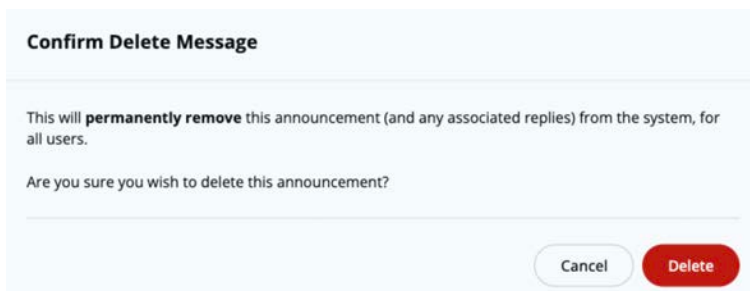 Confirm Delete Message
This will permanently remove this announcement (and any associated replies) from the system, for
all users.
Are you sure you wish to delete this announcement?
Cancel
Delete